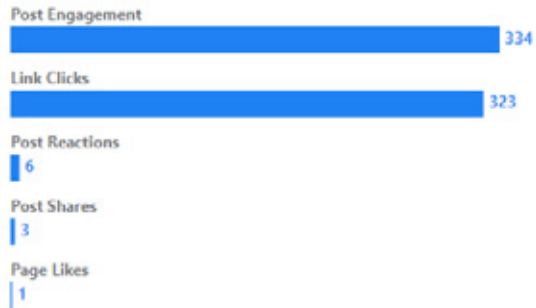 Post Engagement
334
Link Clicks
323
Post Reactions
6
Post Shares
3
Page Likes
1